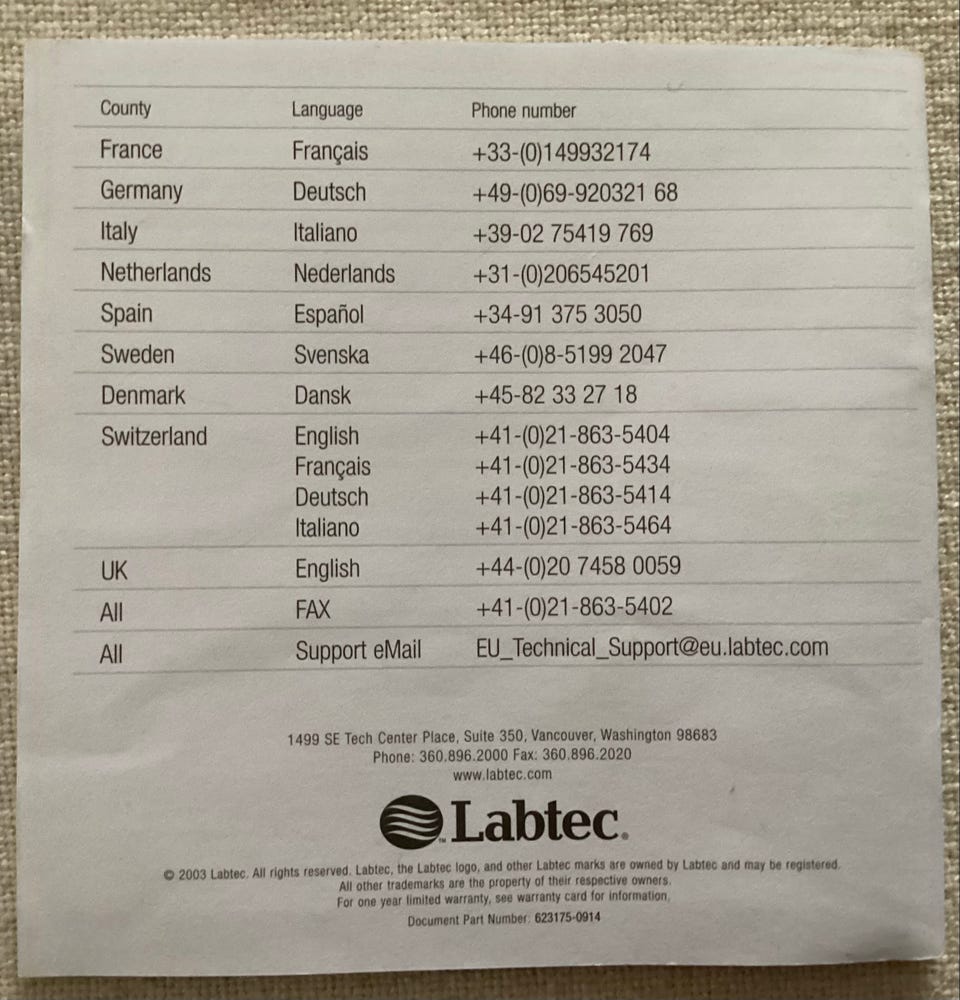 County Language Phone number
France Français +33-(0)149932174
Germany Deutsch +49-(0)69-920321 68
Italy Italiano +39-02 75419 769
Netherlands Nederlands +31-(0)206545201
Spain Español +34-91 375 3050
Sweden Svenska +46-(0)8-5199 2047
Denmark Dansk +45-82 33 27 18
Switzerland English +41-(0)21-863-5404
Français +41-(0)21-863-5434
Deutsch +41-(0)21-863-5414
Italiano +41-(0)21-863-5464
UK English +44-(0)20 7458 0059
All FAX +41-(0)21-863-5402
All Support eMail EU_Technical_Support@eu.labtec.com
1499 SE Tech Center Place, Suite 350, Vancouver, Washington 98683
Phone: 360.896.2000 Fax: 360.896.2020
www.labtec.com
™ Labtec®
© 2003 Labtec. All rights reserved. Labtec, the Labtec logo, and other Labtec marks are owned by Labtec and may be registered.
All other trademarks are the property of their respective owners.
For one year limited warranty, see warranty card for information.
Document Part Number: 623175-0914